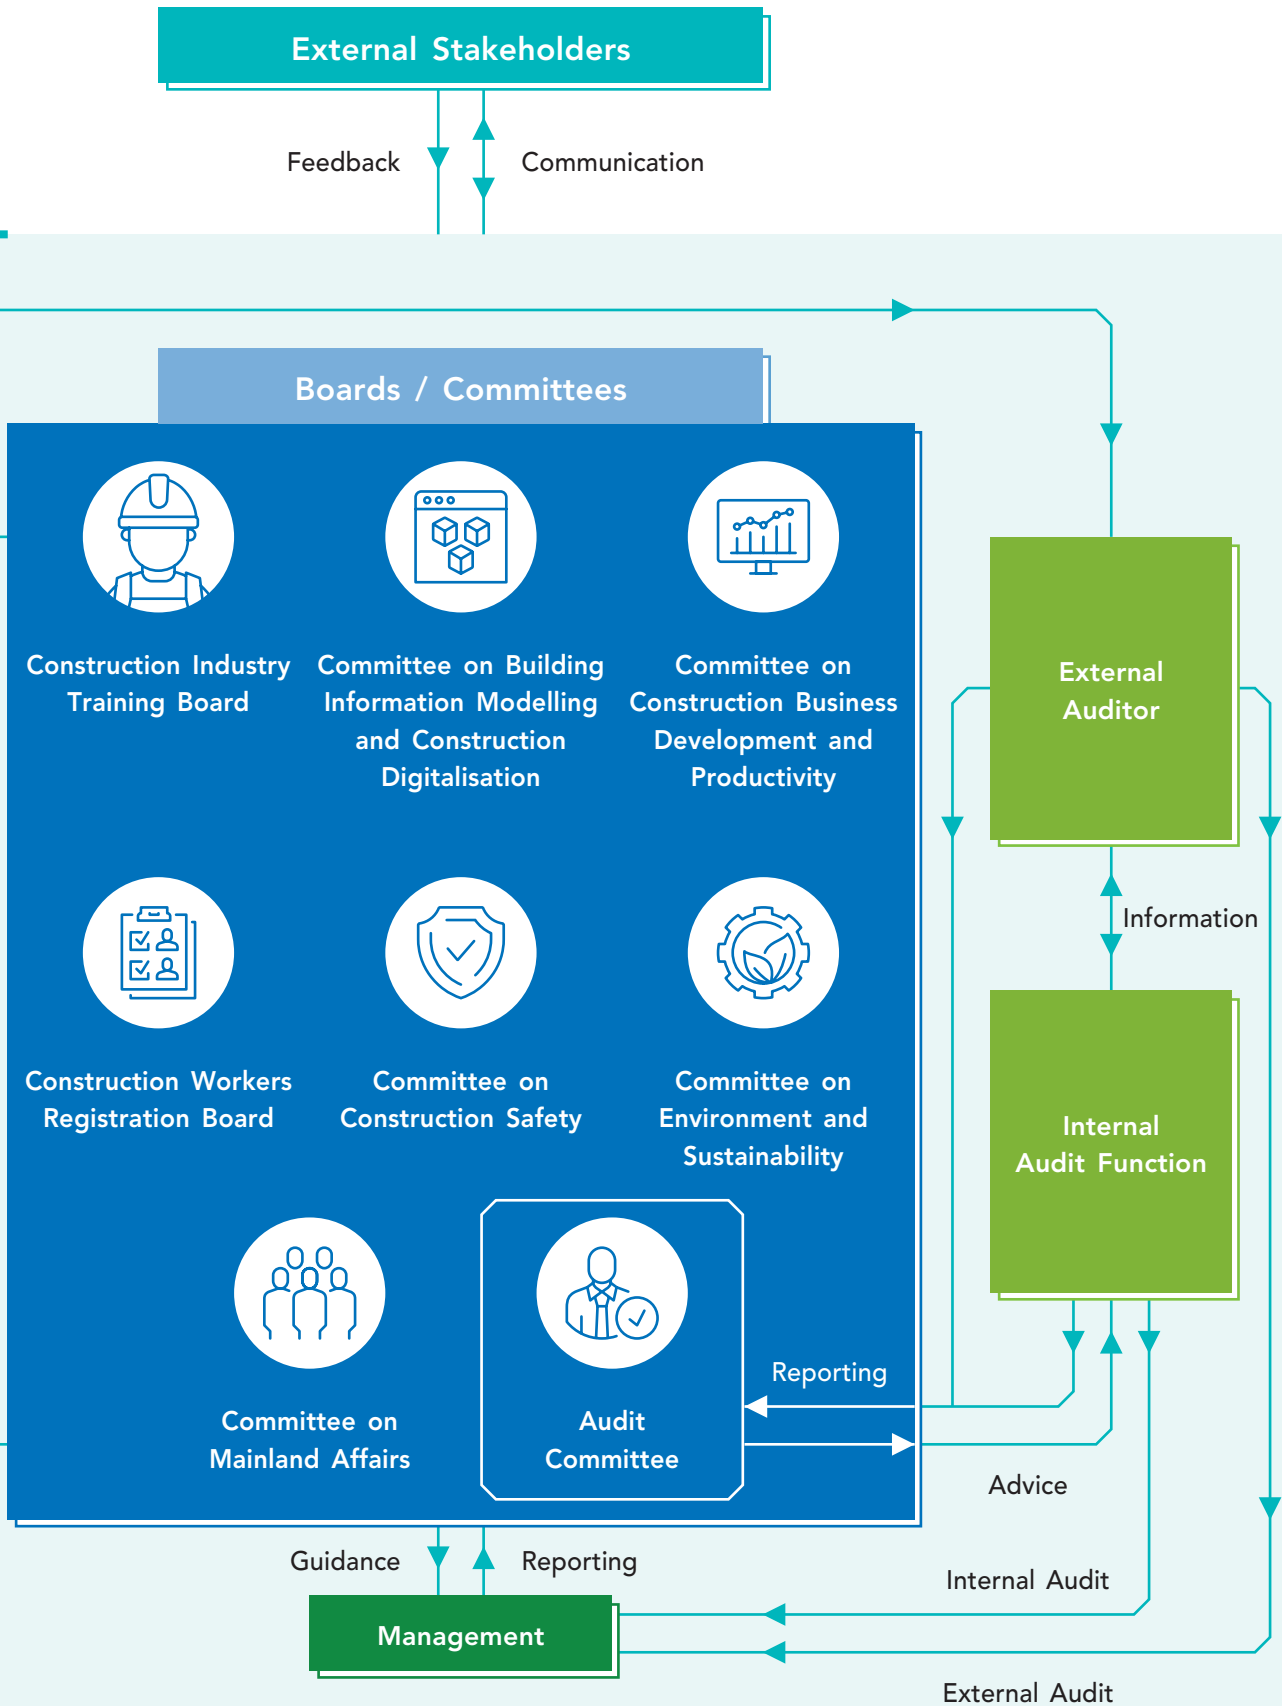 External Stakeholders
Feedback
Communication
Boards / Committees
Construction Industry
Training Board
Committee on Building
Information Modelling
and Construction
Digitalisation
Committee on
Construction Business
Development and
Productivity
External
Auditor
Information
Construction Workers
Registration Board
Committee on
Construction Safety
Committee on
Environment and
Sustainability
Internal
Audit Function
Committee on
Mainland Affairs
Audit
Committee
Reporting
Advice
Guidance
Reporting
Internal Audit
Management
External Audit